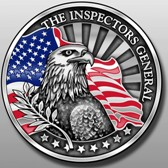 THE INSPECTORS GENERAL